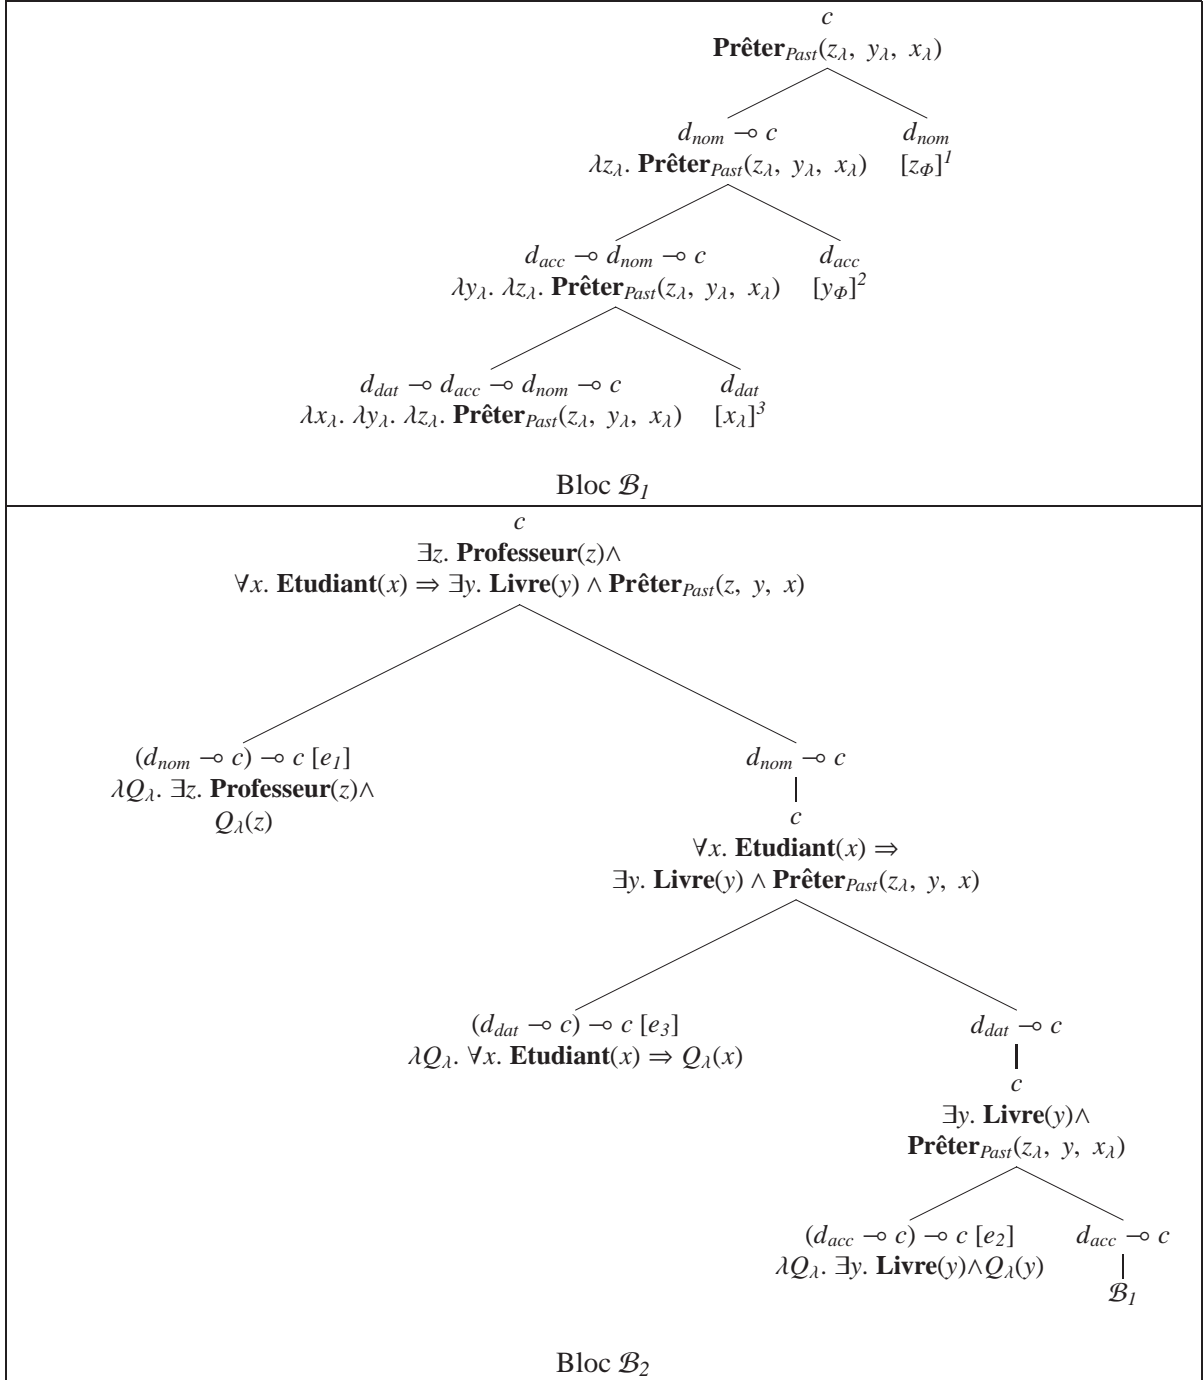 c
Prêter_Past(z_λ, y_λ, x_λ)
d_nom ⊸ c d_nom
λz_λ. Prêter_Past(z_λ, y_λ, x_λ) [z_Φ]^1
d_acc ⊸ d_nom ⊸ c d_acc
λy_λ. λz_λ. Prêter_Past(z_λ, y_λ, x_λ) [y_Φ]^2
d_dat ⊸ d_acc ⊸ d_nom ⊸ c d_dat
λx_λ. λy_λ. λz_λ. Prêter_Past(z_λ, y_λ, x_λ) [x_λ]^3
Bloc ℬ_1
c
∃z. Professeur(z)∧
∀x. Etudiant(x) ⇒ ∃y. Livre(y) ∧ Prêter_Past(z, y, x)
(d_nom ⊸ c) ⊸ c [e_1] d_nom ⊸ c
λQ_λ. ∃z. Professeur(z)∧
Q_λ(z)
c
∀x. Etudiant(x) ⇒
∃y. Livre(y) ∧ Prêter_Past(z_λ, y, x)
(d_dat ⊸ c) ⊸ c [e_3] d_dat ⊸ c
λQ_λ. ∀x. Etudiant(x) ⇒ Q_λ(x)
c
∃y. Livre(y)∧
Prêter_Past(z_λ, y, x_λ)
(d_acc ⊸ c) ⊸ c [e_2] d_acc ⊸ c
λQ_λ. ∃y. Livre(y)∧Q_λ(y)
ℬ_1
Bloc ℬ_2